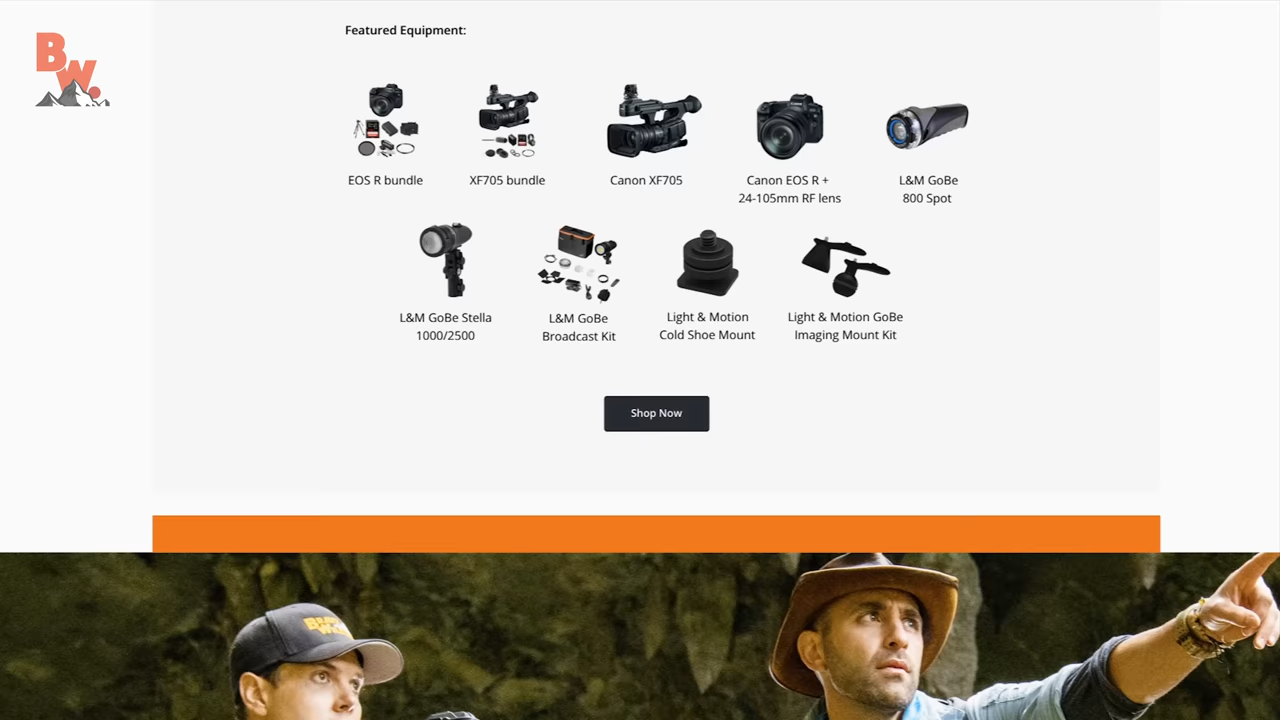 BW.
Featured Equipment:
EOS R bundle
XF705 bundle
Canon XF705
Canon EOS R +
24-105mm RF lens
L&M GoBe
800 Spot
L&M GoBe Stella
1000/2500
L&M GoBe
Broadcast Kit
Light & Motion
Cold Shoe Mount
Light & Motion GoBe
Imaging Mount Kit
Shop Now